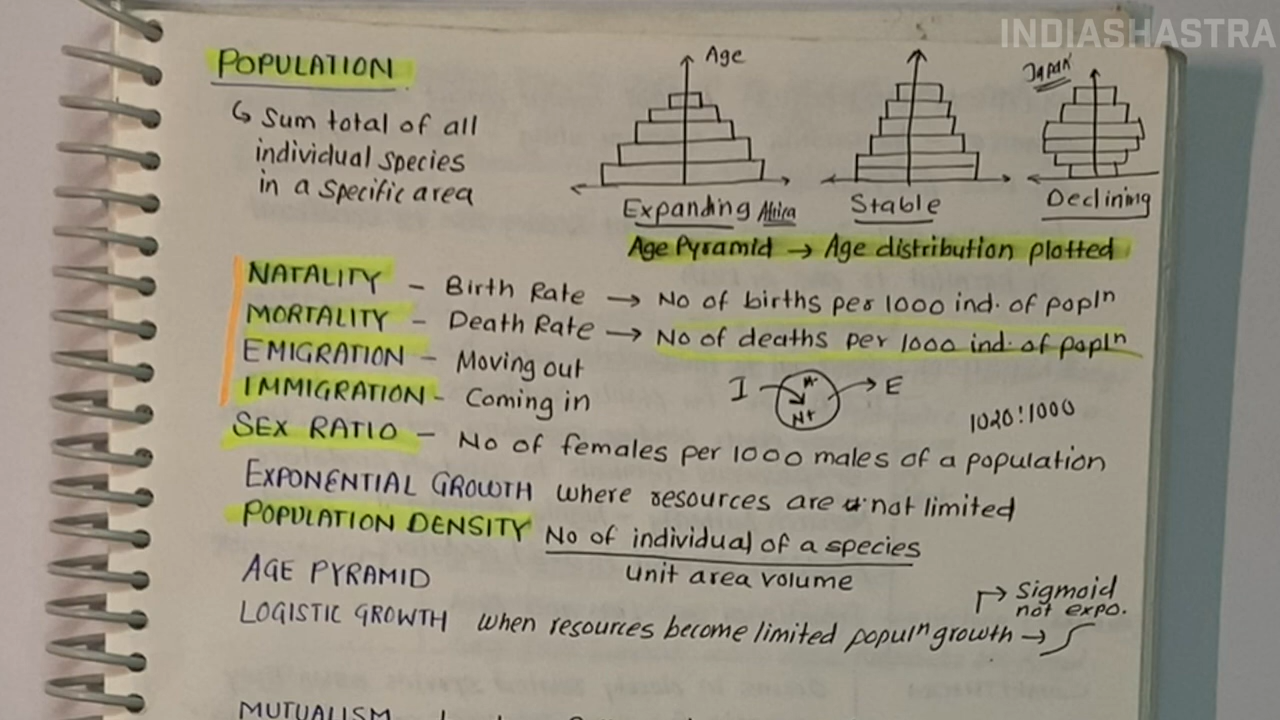 INDIASHASTRA
POPULATION
↳ Sum total of all
individual species
in a specific area
Age
Japan
Expanding Africa
Stable
Declining
Age Pyramid → Age distribution plotted
NATALITY - Birth Rate → No of births per 1000 ind. of popln
MORTALITY - Death Rate → No of deaths per 1000 ind. of popln
EMIGRATION - Moving out
IMMIGRATION - Coming in
I M- N+ → E
1020:1000
SEX RATIO - No of females per 1000 males of a population
EXPONENTIAL GROWTH where resources are not limited
POPULATION DENSITY No of individual of a species
unit area volume
AGE PYRAMID
→ Sigmoid
not expo.
LOGISTIC GROWTH when resources become limited populn growth →
MUTUALISM